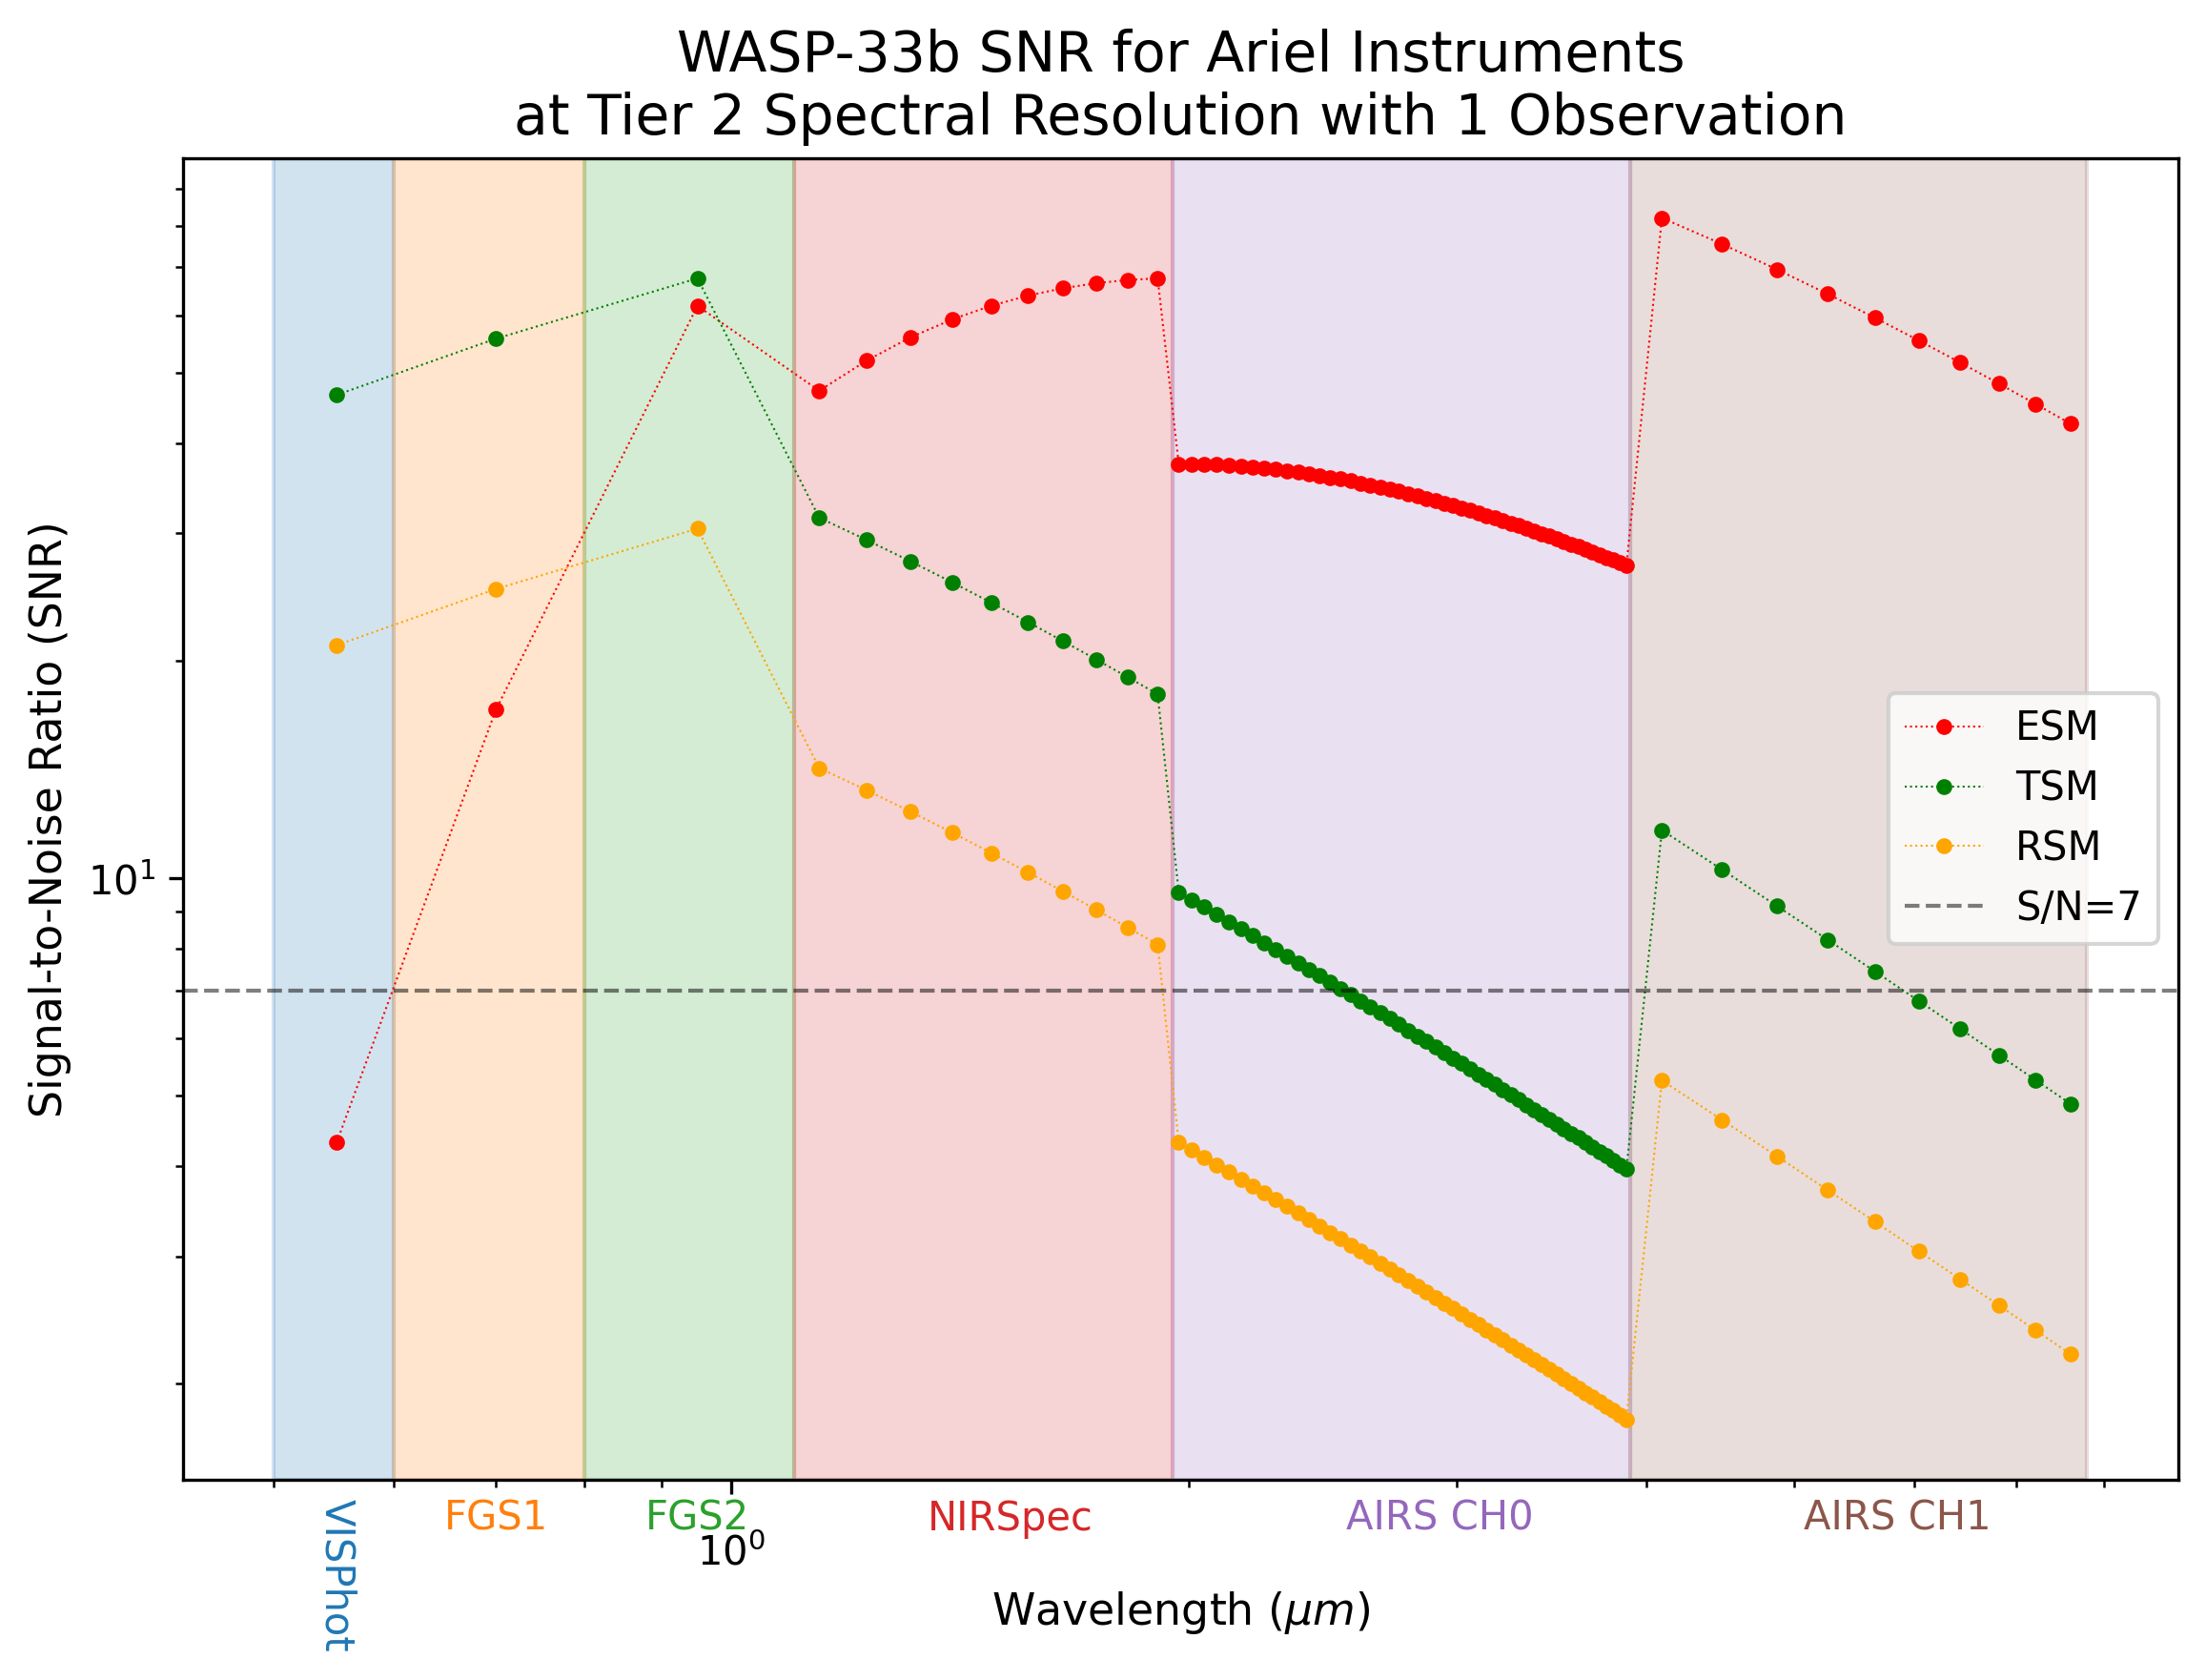 WASP-33b SNR for Ariel Instruments
at Tier 2 Spectral Resolution with 1 Observation
Signal-to-Noise Ratio (SNR)
10¹
ESM
TSM
RSM
S/N=7
VISPhot
FGS1
FGS2
NIRSpec
AIRS CH0
AIRS CH1
10⁰
Wavelength (μm)